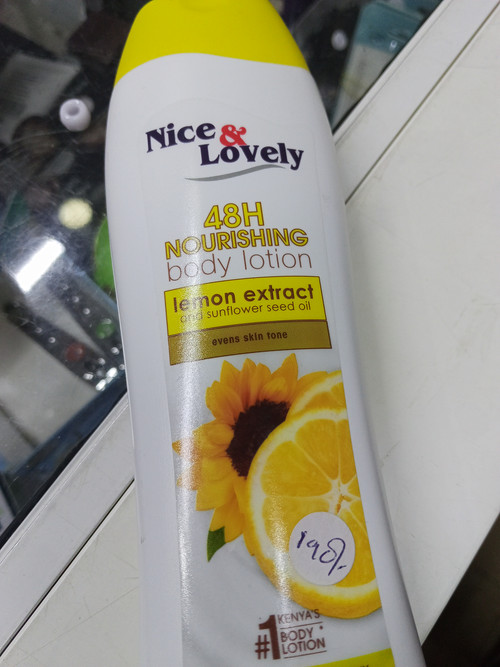 Nice &
Lovely
48H
NOURISHING
body lotion
lemon extract
and sunflower seed oil
evens skin tone
190/-
#1 KENYA'S
BODY *
LOTION